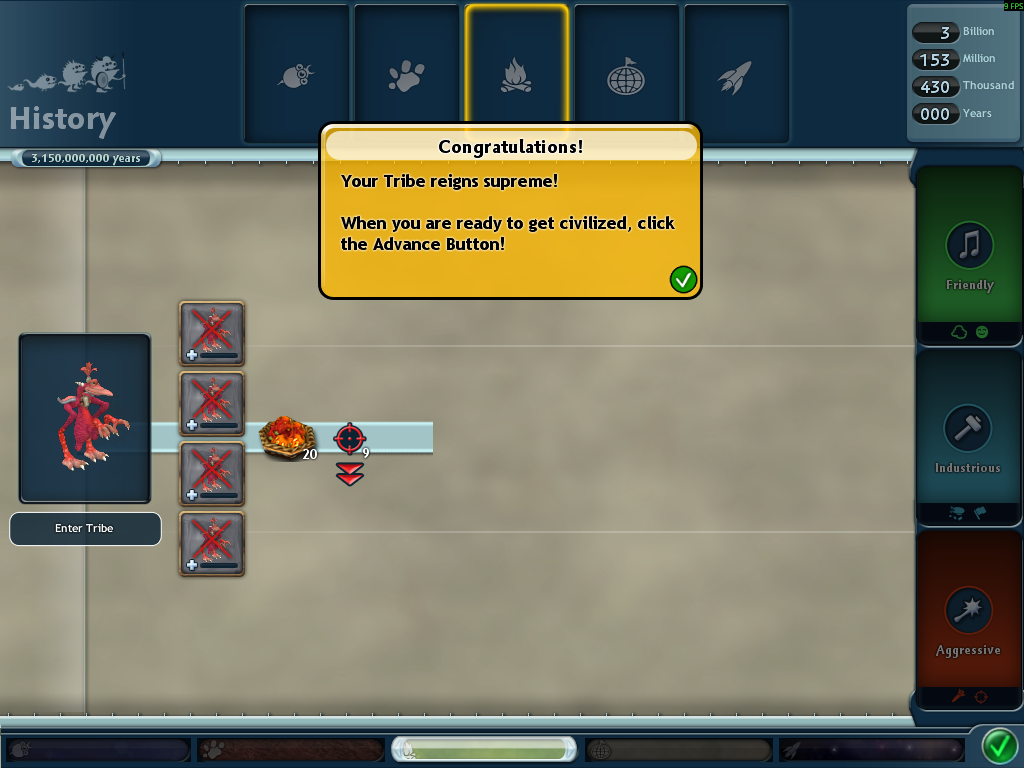 9 FPS
3 Billion
153 Million
430 Thousand
000 Years
History
3,150,000,000 years
Congratulations!
Your Tribe reigns supreme!
When you are ready to get civilized, click
the Advance Button!
Friendly
20
9
Industrious
Enter Tribe
Aggressive